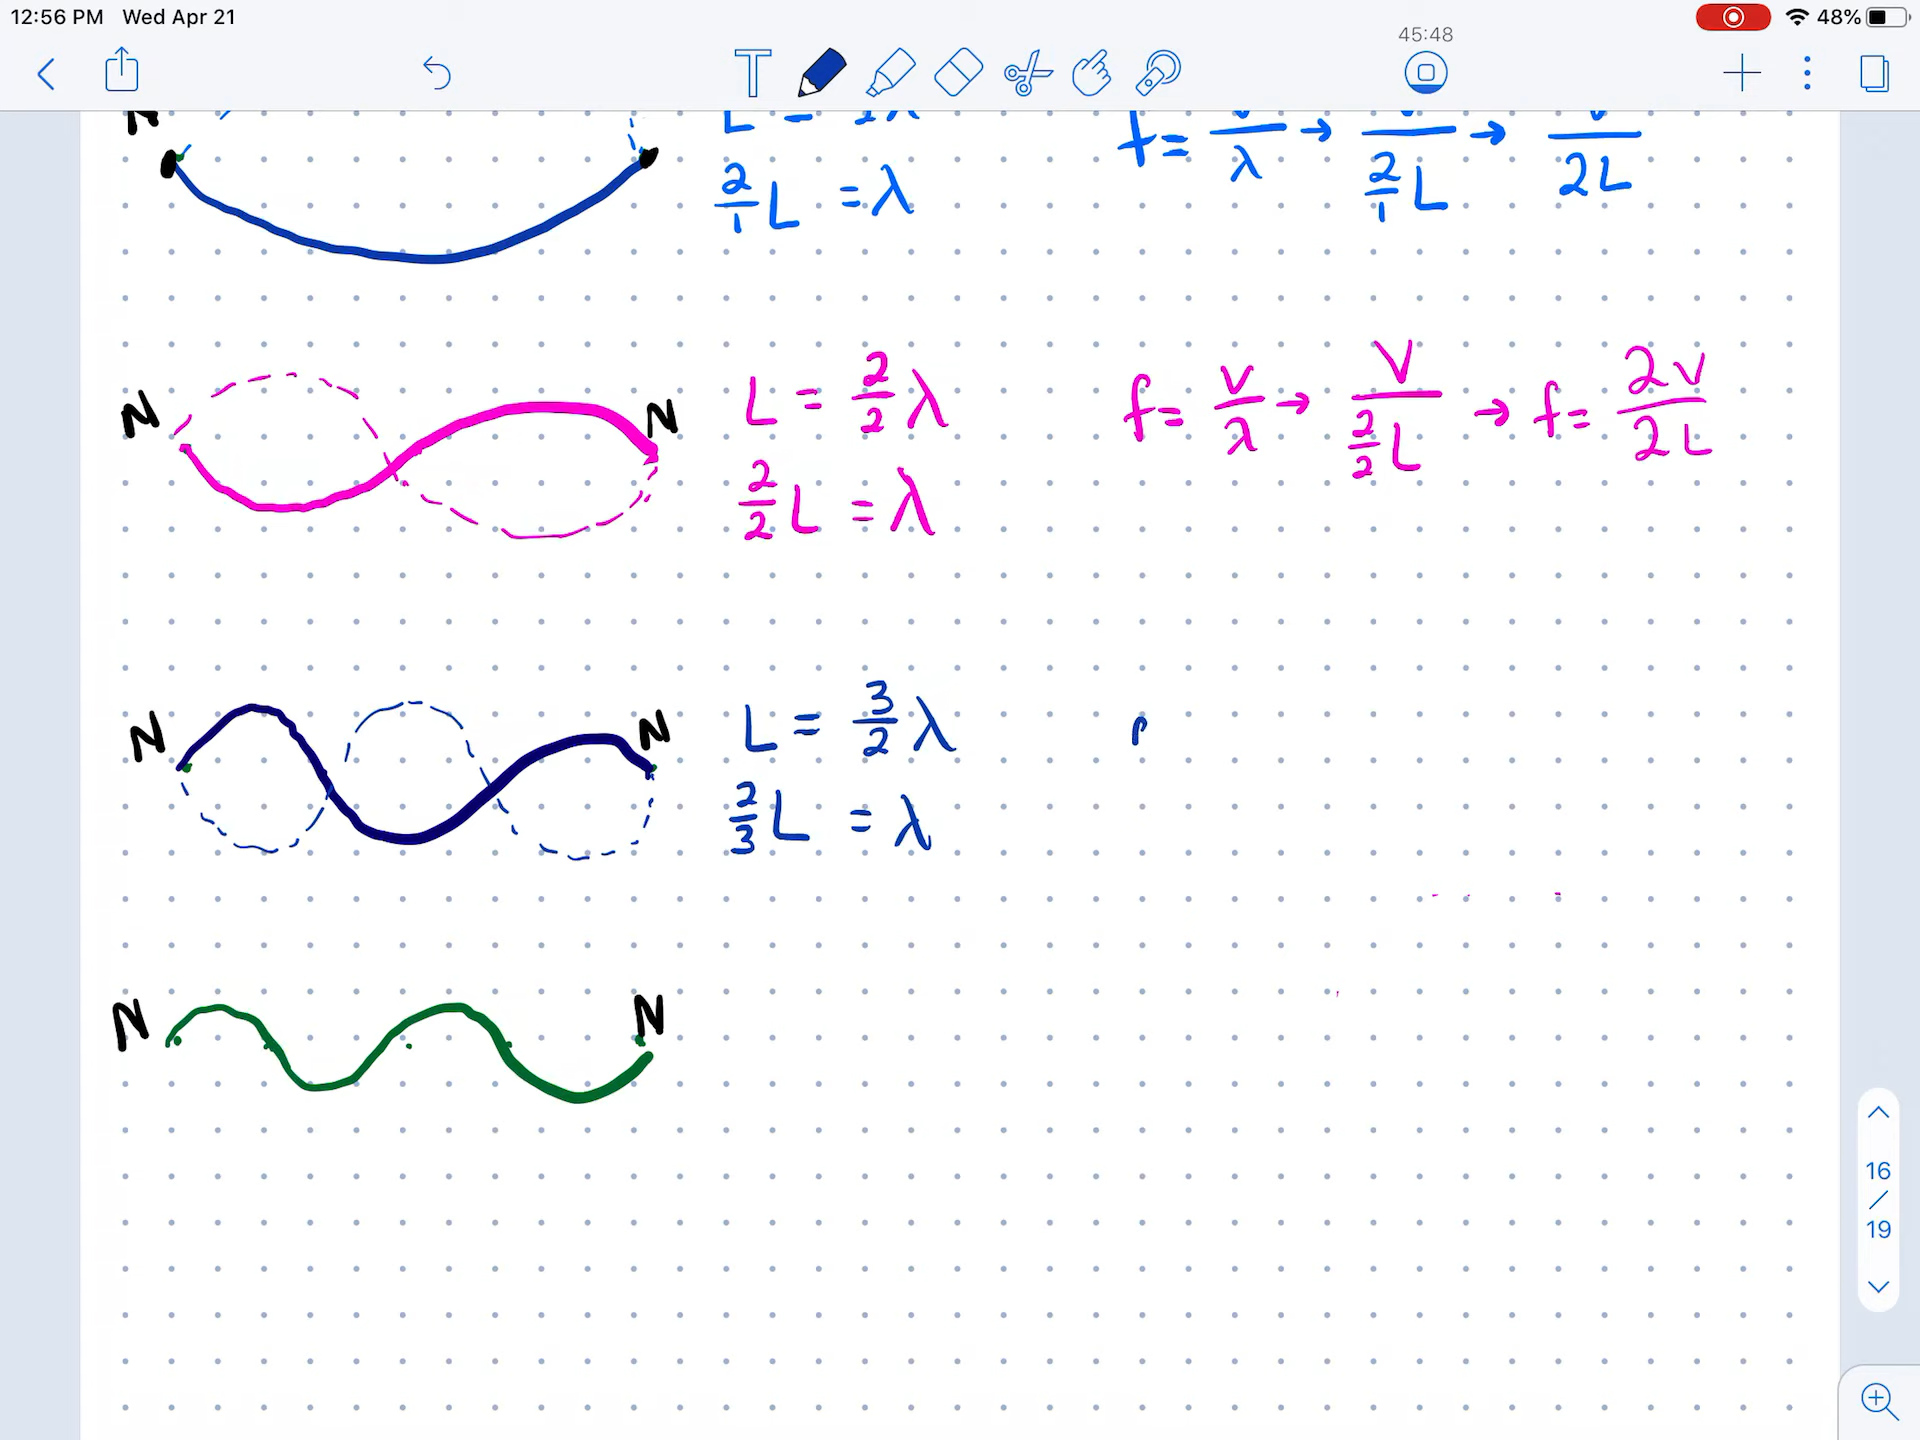 12:56 PM Wed Apr 21
48%
45:48
T
N
L = λ
f = v/λ → v/(2/1 L) → v/2L
2/1 L = λ
N N
L = 2/2 λ
f = v/λ → v/(2/2 L) → f = 2v/2L
2/2 L = λ
N N
L = 3/2 λ
2/3 L = λ
N N
16
/
19